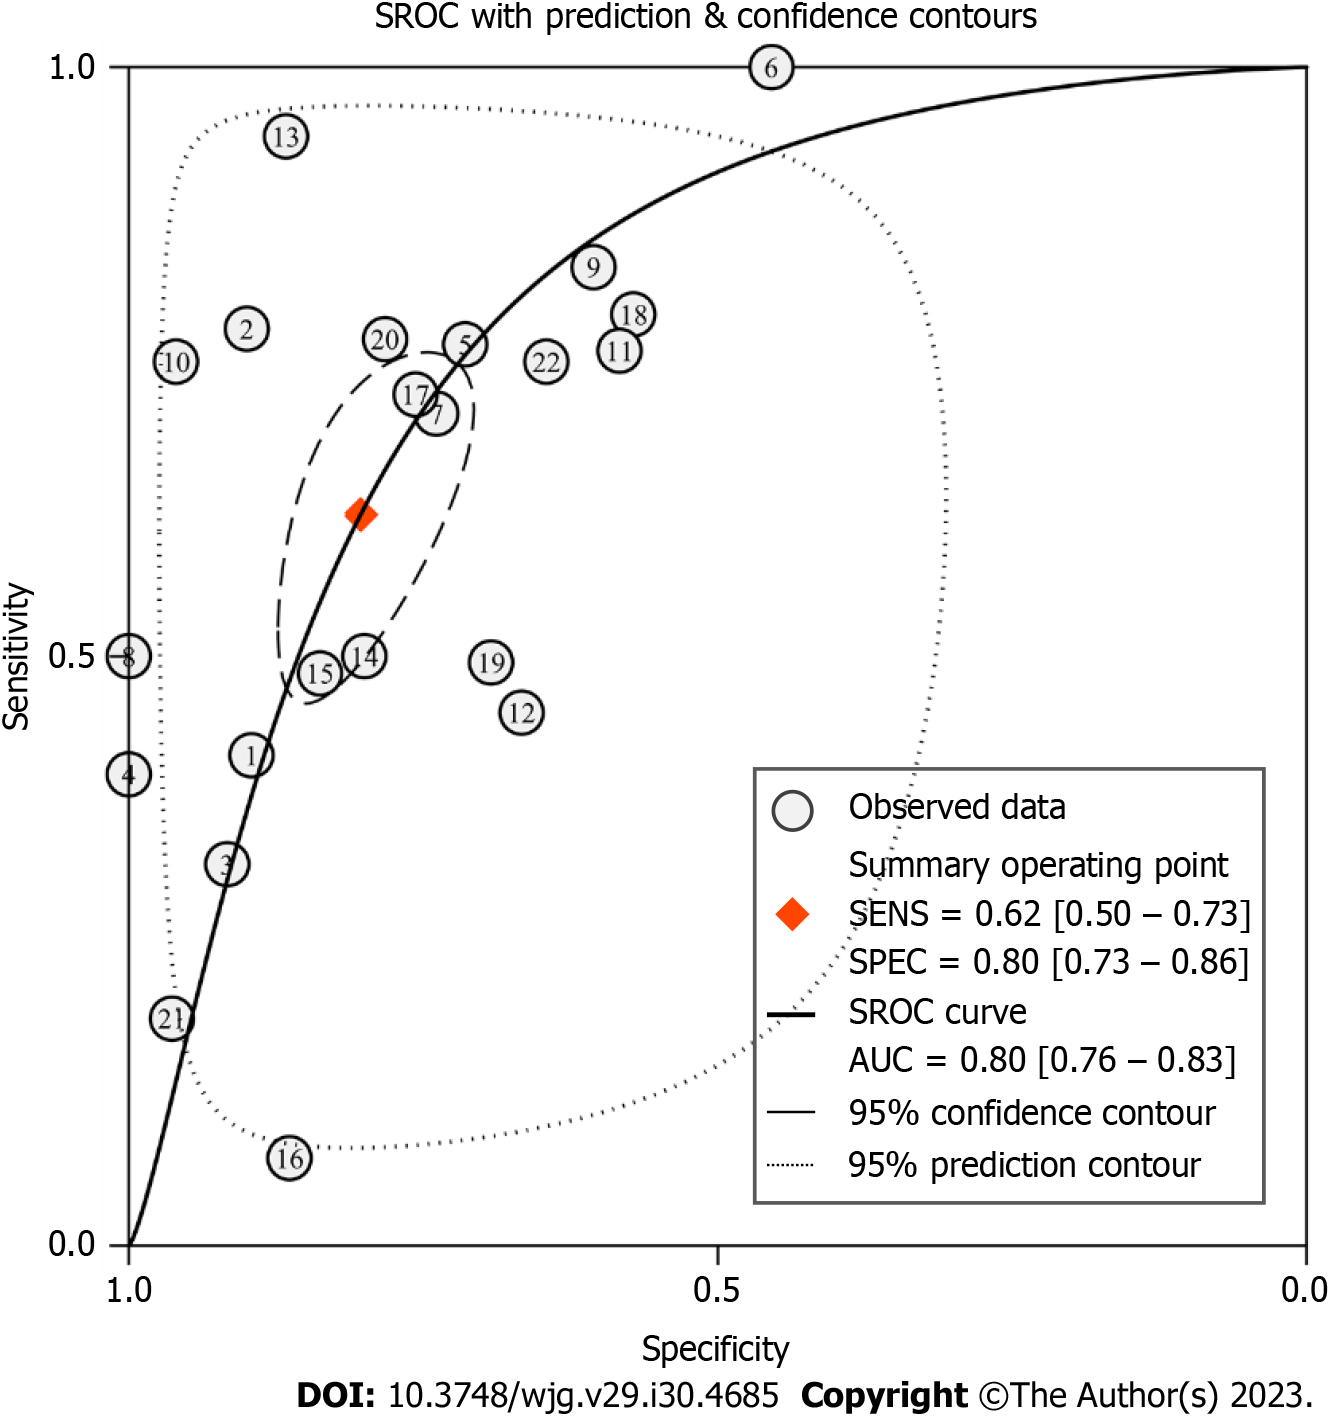 SROC with prediction & confidence contours
1.0
6
13
9
18
2
20
5
11
10
22
17
7
Sensitivity
0.5
8
14
19
15
12
1
4
3
21
16
Observed data
Summary operating point
SENS = 0.62 [0.50 – 0.73]
SPEC = 0.80 [0.73 – 0.86]
SROC curve
AUC = 0.80 [0.76 – 0.83]
95% confidence contour
95% prediction contour
0.0
1.0 0.5 0.0
Specificity
DOI: 10.3748/wjg.v29.i30.4685 Copyright ©The Author(s) 2023.